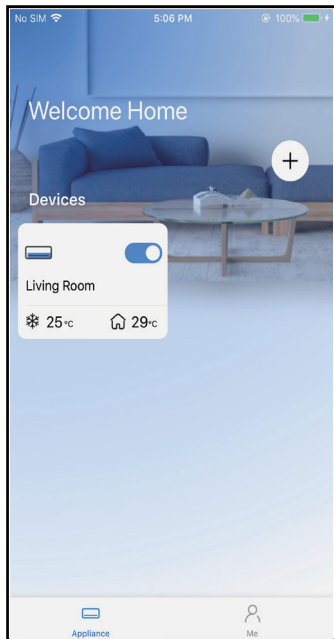 No SIM 5:06 PM 100%
Welcome Home
+
Devices
Living Room
25°C 29°C
Appliance Me